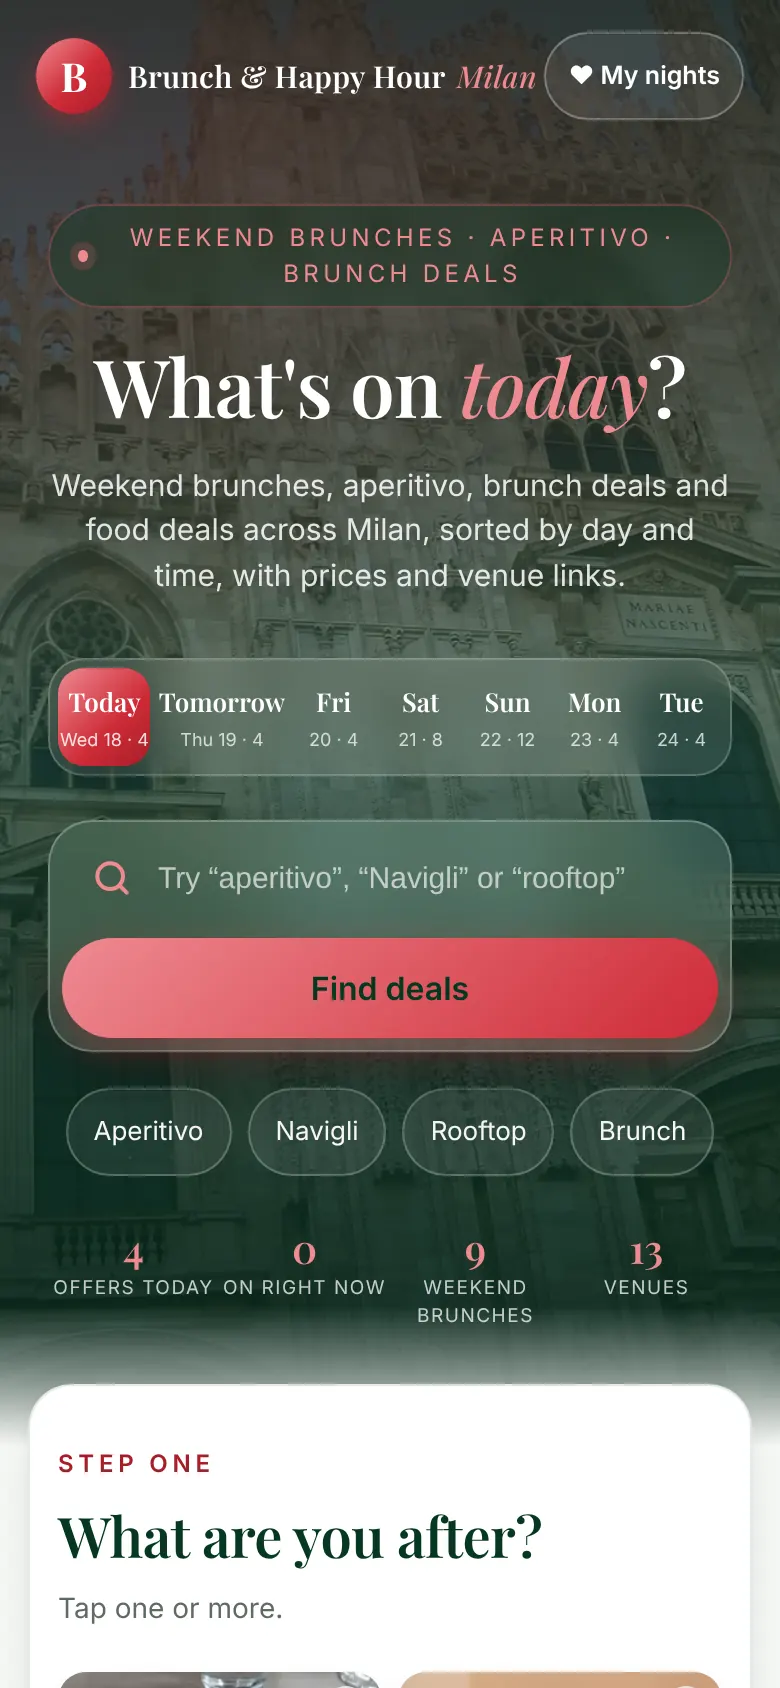 B
Brunch & Happy Hour Milan
♥ My nights
WEEKEND BRUNCHES · APERITIVO ·
BRUNCH DEALS
What's on today?
Weekend brunches, aperitivo, brunch deals and
food deals across Milan, sorted by day and
time, with prices and venue links.
MARIAE
NASCENTI
Today Tomorrow Fri Sat Sun Mon Tue
Wed 18 · 4 Thu 19 · 4 20 · 4 21 · 8 22 · 12 23 · 4 24 · 4
Try “aperitivo”, “Navigli” or “rooftop”
Find deals
Aperitivo Navigli Rooftop Brunch
4 0 9 13
OFFERS TODAY ON RIGHT NOW WEEKEND VENUES
BRUNCHES
STEP ONE
What are you after?
Tap one or more.